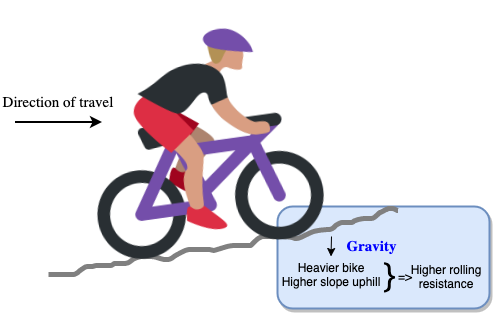 Direction of travel
Gravity
Heavier bike
Higher slope uphill
} =>
Higher rolling
resistance